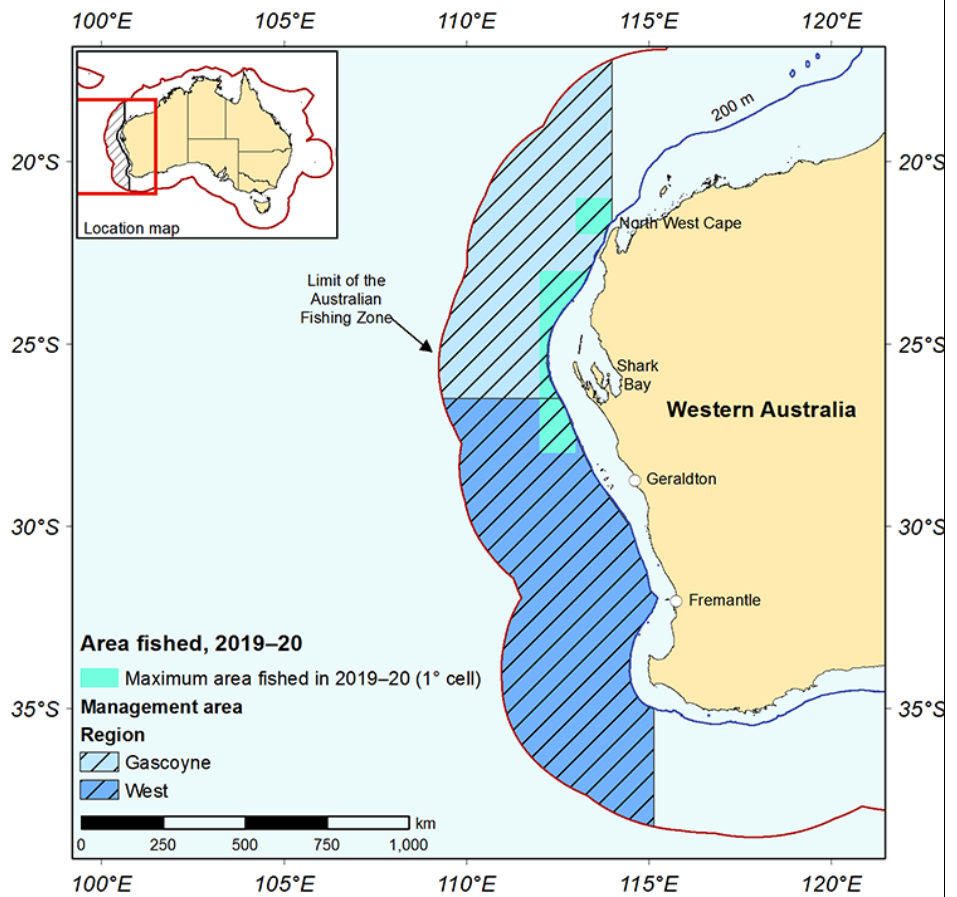 100°E
105°E
110°E
115°E
120°E
200 m
20°S
20°S
Location map
North West Cape
Limit of the
Australian
Fishing Zone
25°S
25°S
Shark
Bay
Western Australia
Geraldton
30°S
30°S
Fremantle
Area fished, 2019–20
Maximum area fished in 2019–20 (1° cell)
Management area
35°S
35°S
Region
Gascoyne
West
km
0
250
500
750
1,000
100°E
105°E
110°E
115°E
120°E